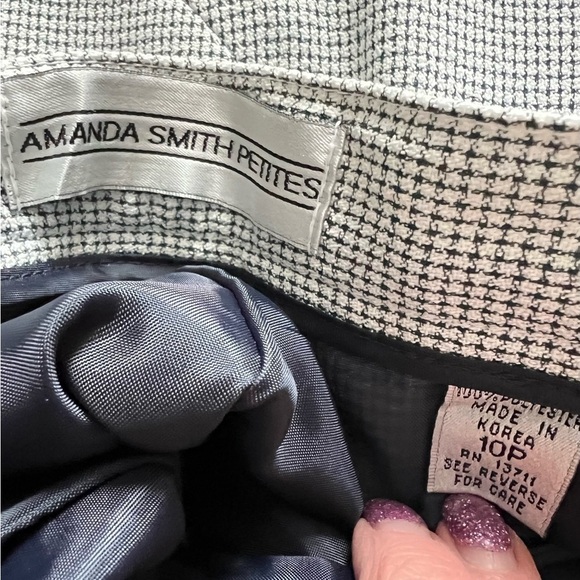 AMANDA SMITH PETITES
100% POLYESTER
MADE IN
KOREA
10P
RN 13711
SEE REVERSE
FOR CARE